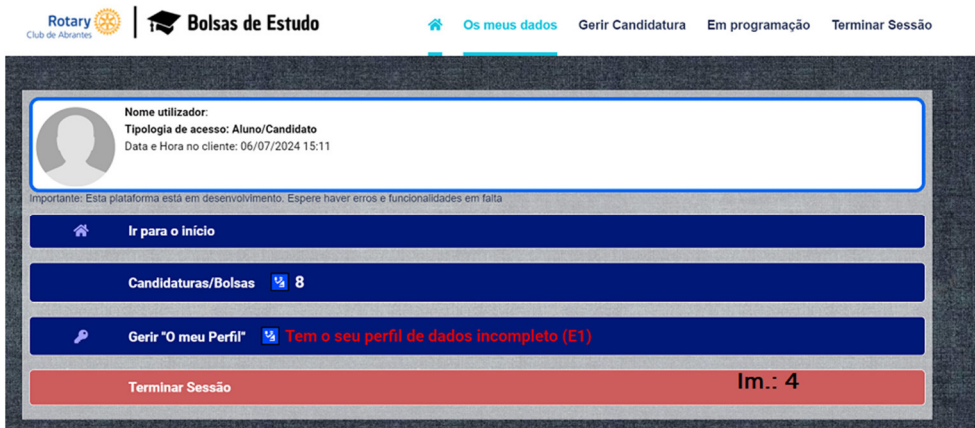 Rotary
Club de Abrantes
Bolsas de Estudo
Os meus dados
Gerir Candidatura
Em programação
Terminar Sessão
Nome utilizador:
Tipologia de acesso: Aluno/Candidato
Data e Hora no cliente: 06/07/2024 15:11
Importante: Esta plataforma está em desenvolvimento. Espere haver erros e funcionalidades em falta
Ir para o início
Candidaturas/Bolsas 8
Gerir "O meu Perfil" Tem o seu perfil de dados incompleto (E1)
Terminar Sessão
Im.: 4